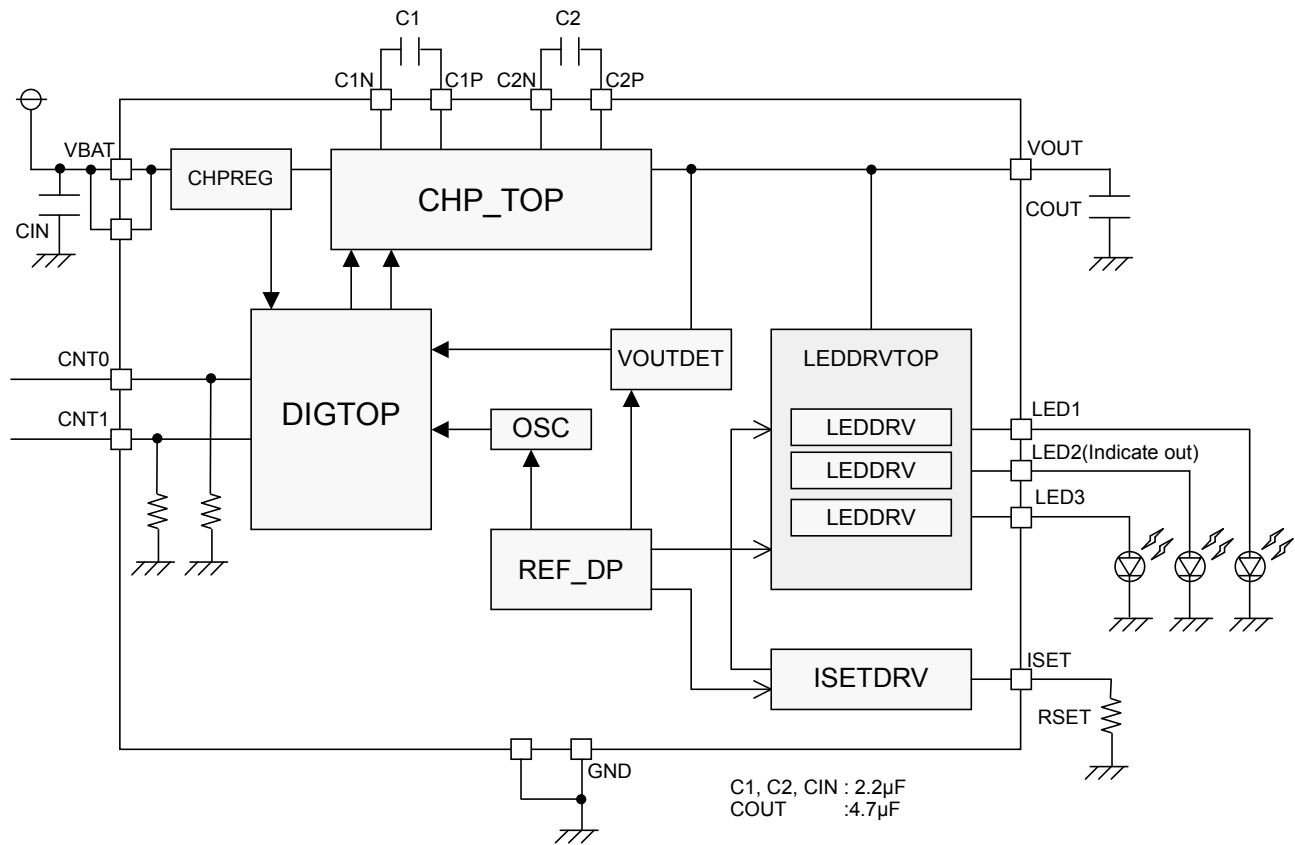 C1
C2
C1N
C1P
C2N
C2P
VBAT
CHPREG
CHP_TOP
VOUT
CIN
COUT
CNT0
VOUTDET
LEDDRVTOP
CNT1
DIGTOP
OSC
LEDDRV
LED1
LEDDRV
LED2(Indicate out)
LEDDRV
LED3
REF_DP
ISETDRV
ISET
RSET
GND
C1, C2, CIN : 2.2µF
COUT :4.7µF